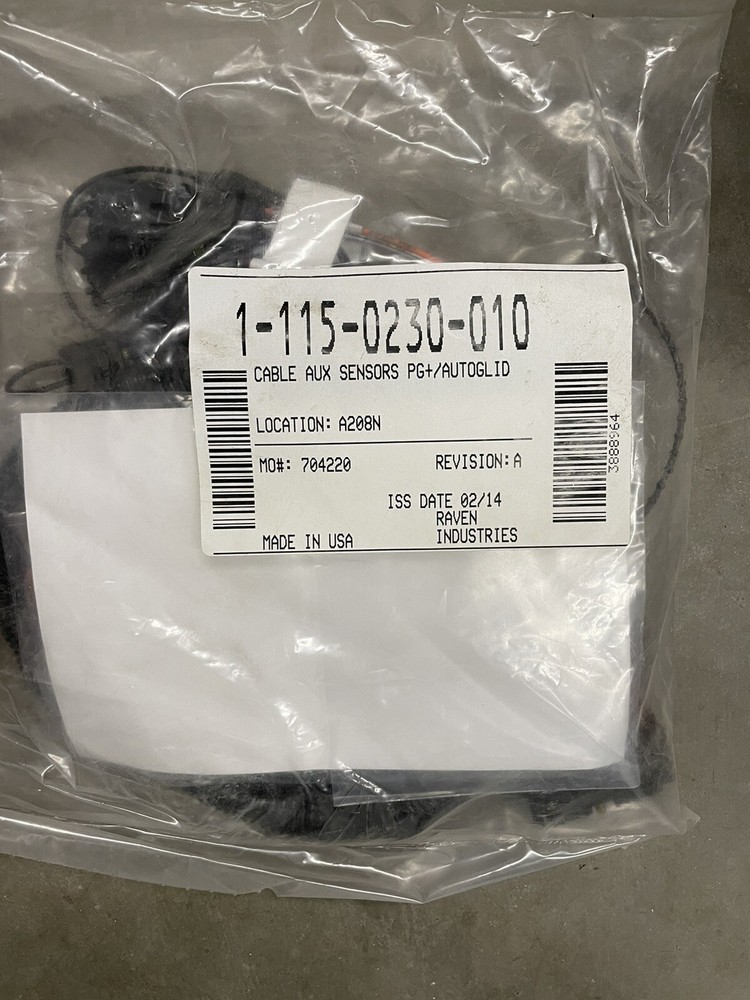 1-115-0230-010
CABLE AUX SENSORS PG+/AUTOGLID
LOCATION: A208N
MO#: 704220 REVISION: A
ISS DATE 02/14
RAVEN
MADE IN USA INDUSTRIES
3888964